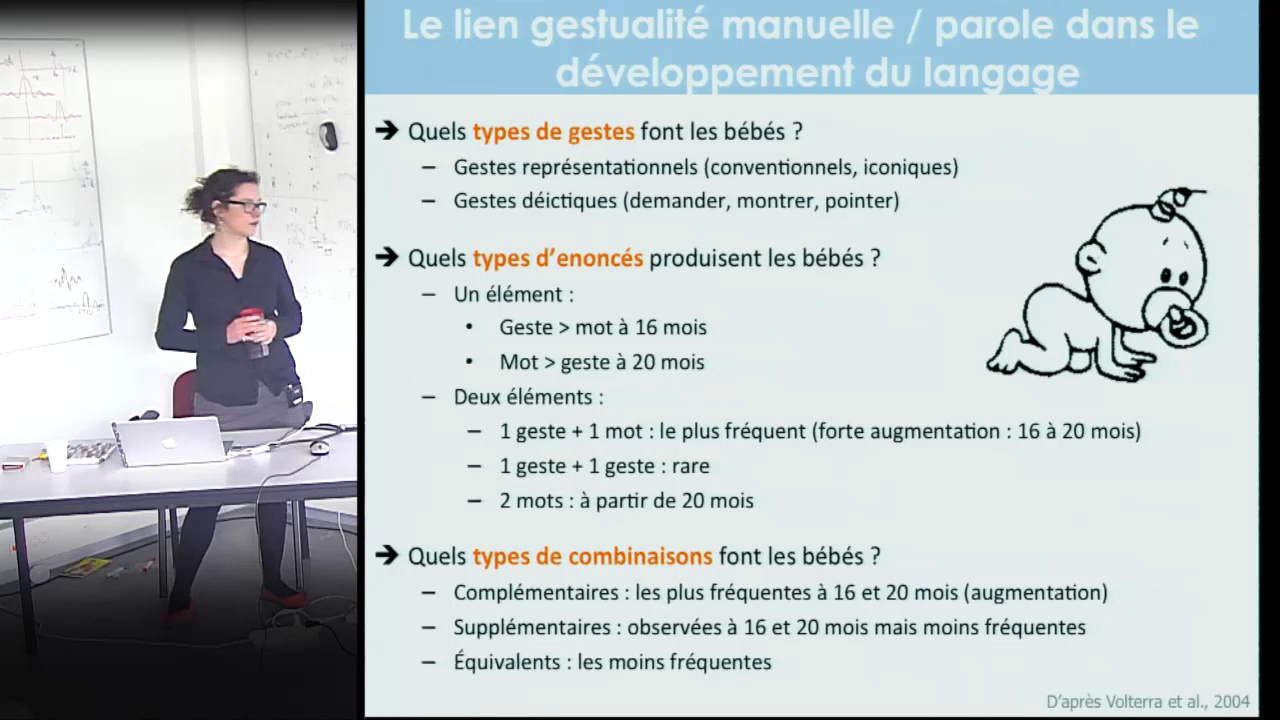 Le lien gestualité manuelle / parole dans le
développement du langage
➔ Quels types de gestes font les bébés ?
– Gestes représentationnels (conventionnels, iconiques)
– Gestes déictiques (demander, montrer, pointer)
➔ Quels types d’enoncés produisent les bébés ?
– Un élément :
• Geste > mot à 16 mois
• Mot > geste à 20 mois
– Deux éléments :
– 1 geste + 1 mot : le plus fréquent (forte augmentation : 16 à 20 mois)
– 1 geste + 1 geste : rare
– 2 mots : à partir de 20 mois
➔ Quels types de combinaisons font les bébés ?
– Complémentaires : les plus fréquentes à 16 et 20 mois (augmentation)
– Supplémentaires : observées à 16 et 20 mois mais moins fréquentes
– Équivalents : les moins fréquentes
D’après Volterra et al., 2004